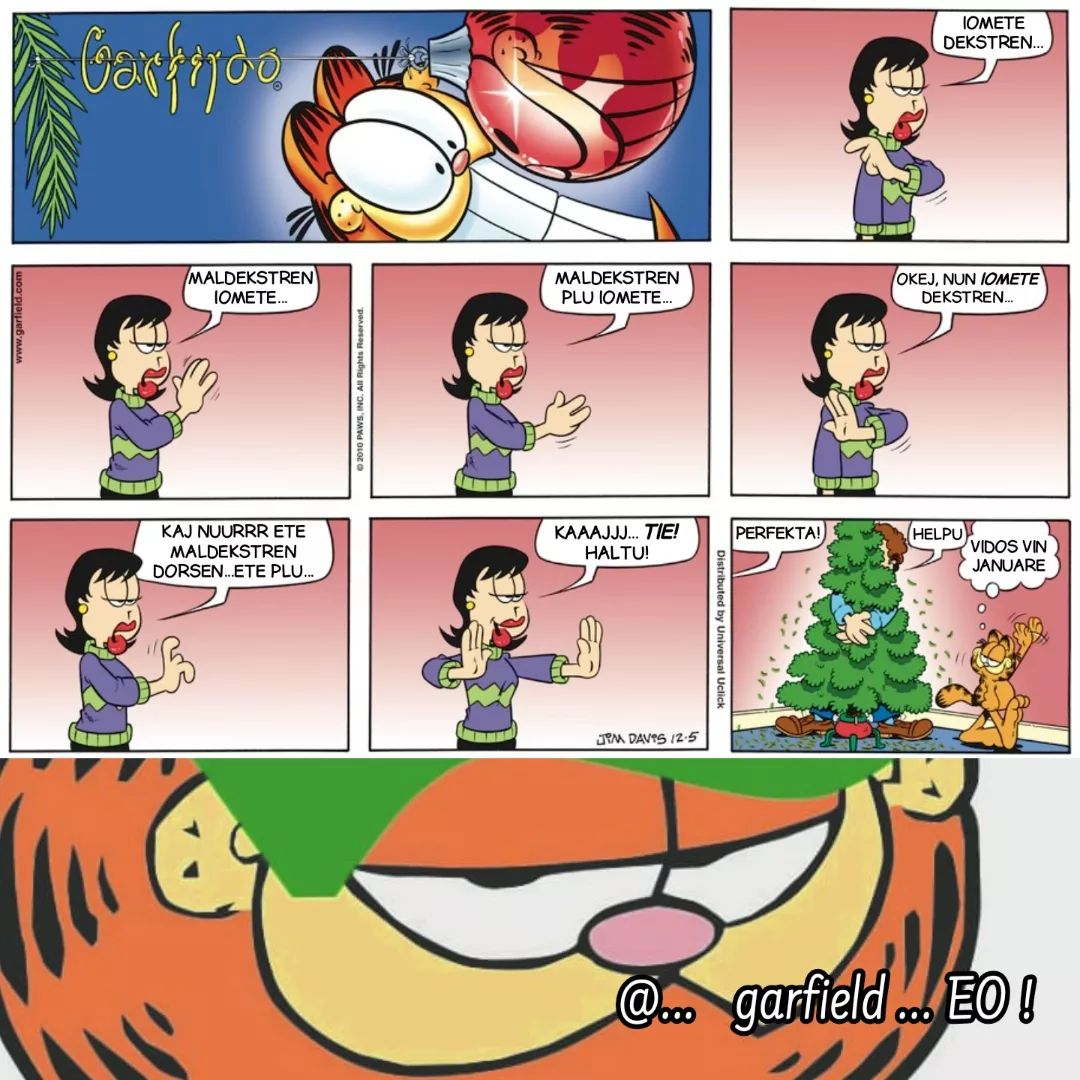 Garfildo
IOMETE
DEKSTREN...
www.garfield.com
MALDEKSTREN
IOMETE...
© 2010 PAWS, INC. All Rights Reserved.
MALDEKSTREN
PLU IOMETE...
OKEJ, NUN IOMETE
DEKSTREN...
KAJ NUURRR ETE
MALDEKSTREN
DORSEN...ETE PLU...
KAAAJJJ... TIE!
HALTU!
JIM DAVIS 12·5
Distributed by Universal Uclick
PERFEKTA!
HELPU
VIDOS VIN
JANUARE
@... garfield ... EO !